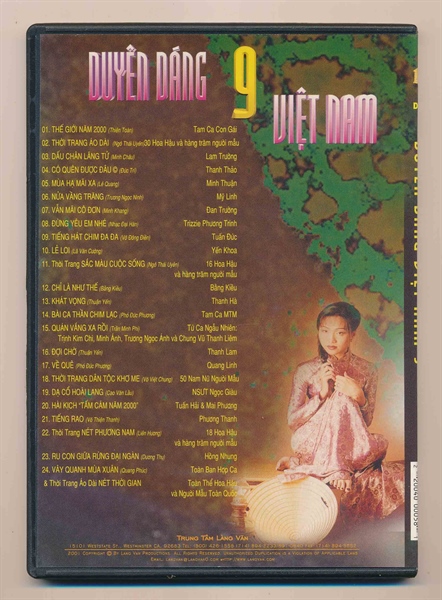 DUYÊN DÁNG 9
VIỆT NAM
01. THẾ GIỚI NĂM 2000 (Thiên Toàn) Tam Ca Con Gái
02. THỜI TRANG ÁO DÀI (Ngô Thái Uyên) 30 Hoa Hậu và hàng trăm người mẫu
03. DẤU CHÂN LÃNG TỬ (Minh Châu) Lam Trường
04. CÓ QUÊN ĐƯỢC ĐÂU (Đức Trí) Thanh Thảo
05. MÙA HẠ MÃI XA (Lê Quang) Minh Thuận
06. NỬA VẦNG TRĂNG (Trương Ngọc Ninh) Mỹ Linh
07. VẪN MÃI CÔ ĐƠN (Minh Khang) Đan Trường
08. ĐỪNG YÊU EM NHÉ (Nhạc Đại Hàn) Trizzie Phương Trinh
09. TIẾNG HÁT CHIM ĐA ĐA (Võ Đông Điền) Tuấn Đức
10. LẺ LOI (Lã Văn Cường) Yến Khoa
11. Thời Trang SẮC MÀU CUỘC SỐNG (Ngô Thái Uyên) 16 Hoa Hậu
và hàng trăm người mẫu
12. CHỈ LÀ NHƯ THẾ (Bằng Kiều) Bằng Kiều
13. KHÁT VỌNG (Thuận Yến) Thanh Hà
14. BÀI CA THẦN CHIM LẠC (Phó Đức Phương) Tam Ca MTM
15. QUÁN VẮNG XA RỒI (Trần Minh Phi) Tứ Ca Ngẫu Nhiên:
Trịnh Kim Chi, Minh Anh, Trương Ngọc Ánh và Chung Vũ Thanh Liêm
16. ĐỢI CHỜ (Thuận Yến) Thanh Lam
17. VỀ QUÊ (Phó Đức Phương) Quang Linh
18. THỜI TRANG DÂN TỘC KHƠ ME (Võ Việt Chung) 50 Nam Nữ Người Mẫu
19. DẠ CỔ HOÀI LANG (Cao Văn Lầu) NSƯT Ngọc Giàu
20. HÀI KỊCH "TẤM CÁM NĂM 2000" Tuấn Hải & Mai Phượng
21. TIẾNG RAO (Võ Thiện Thanh) Phương Thanh
22. Thời Trang NÉT PHƯƠNG NAM (Liên Hương) 18 Hoa Hậu
và hàng trăm người mẫu
23. RU CON GIỮA RỪNG ĐẠI NGÀN (Dương Thụ) Hồng Nhung
24. VÁY QUANH MÙA XUÂN (Quang Phúc) Toàn Ban Hợp Ca
& Thời Trang Áo Dài NÉT THỜI GIAN Toàn Thể Hoa Hậu
và Người Mẫu Toàn Quốc
TRUNG TÂM LÀNG VĂN